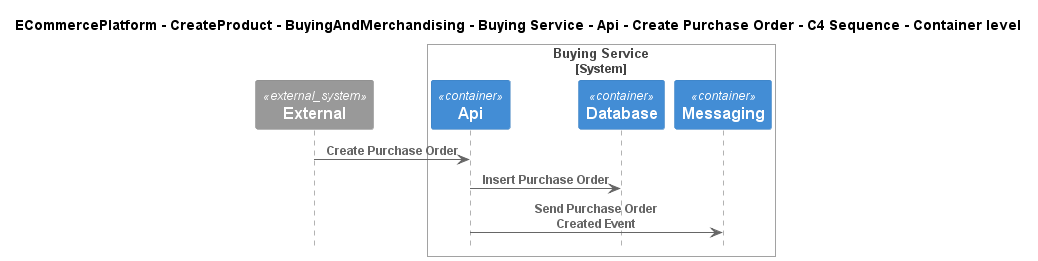 ECommercePlatform - CreateProduct - BuyingAndMerchandising - Buying Service - Api - Create Purchase Order - C4 Sequence - Container level
Buying Service
[System]
«external_system»
External
«container»
Api
«container»
Database
«container»
Messaging
Create Purchase Order
Insert Purchase Order
Send Purchase Order
Created Event